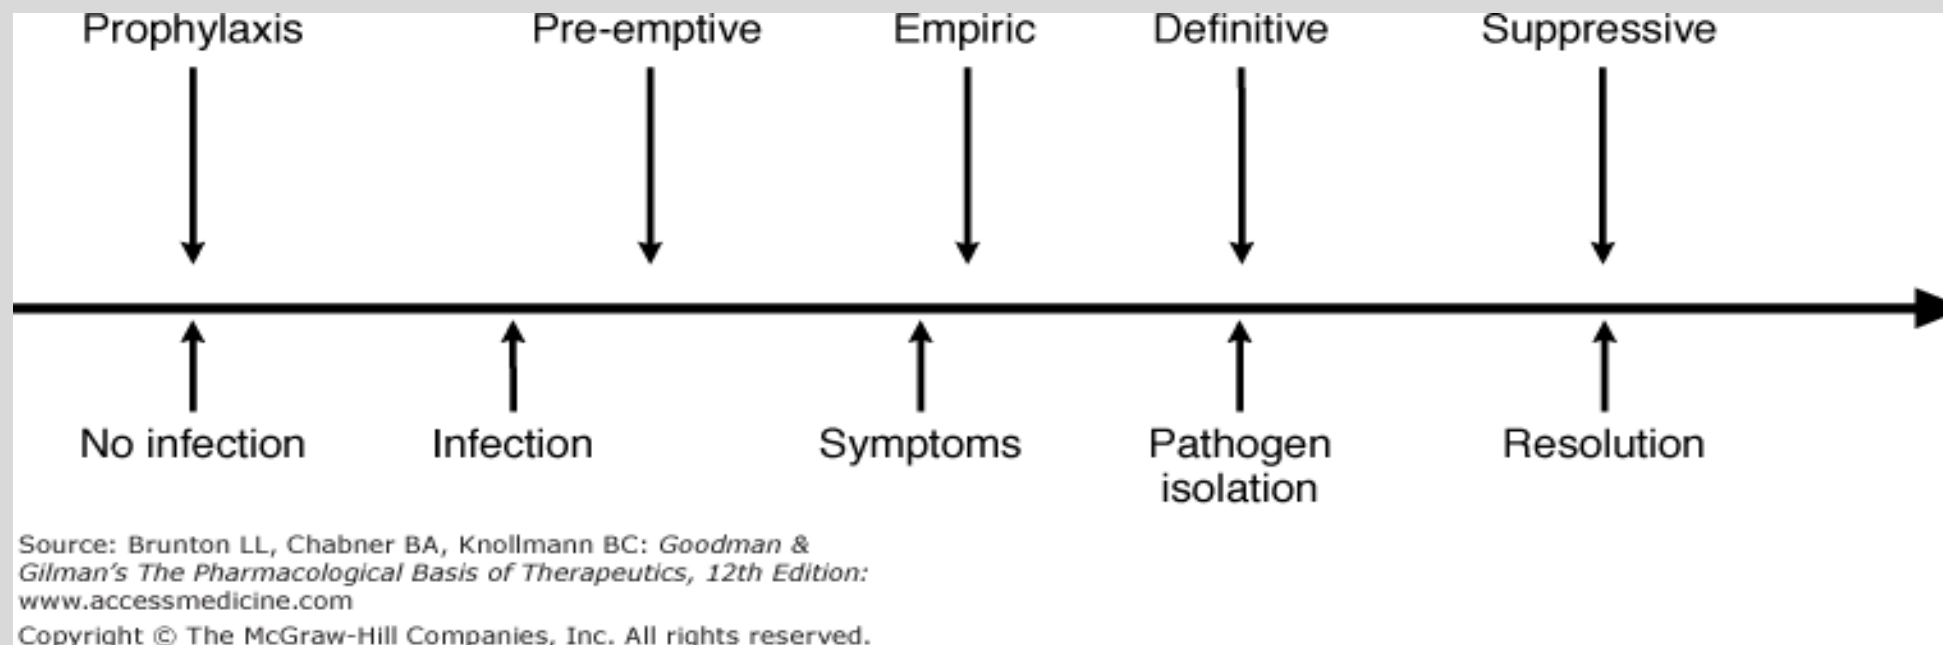 Prophylaxis Pre-emptive Empiric Definitive Suppressive
No infection Infection Symptoms Pathogen Resolution
isolation
Source: Brunton LL, Chabner BA, Knollmann BC: Goodman &
Gilman’s The Pharmacological Basis of Therapeutics, 12th Edition:
www.accessmedicine.com
Copyright © The McGraw-Hill Companies, Inc. All rights reserved.